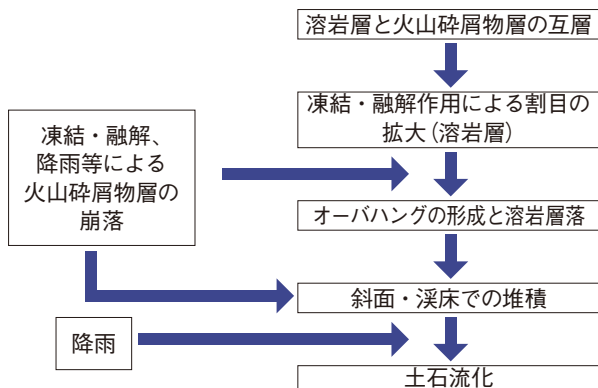 溶岩層と火山砕屑物層の互層
凍結・融解作用による割目の
拡大(溶岩層)
凍結・融解、
降雨等による
火山砕屑物層の
崩落
オーバハングの形成と溶岩層落
斜面・渓床での堆積
降雨
土石流化